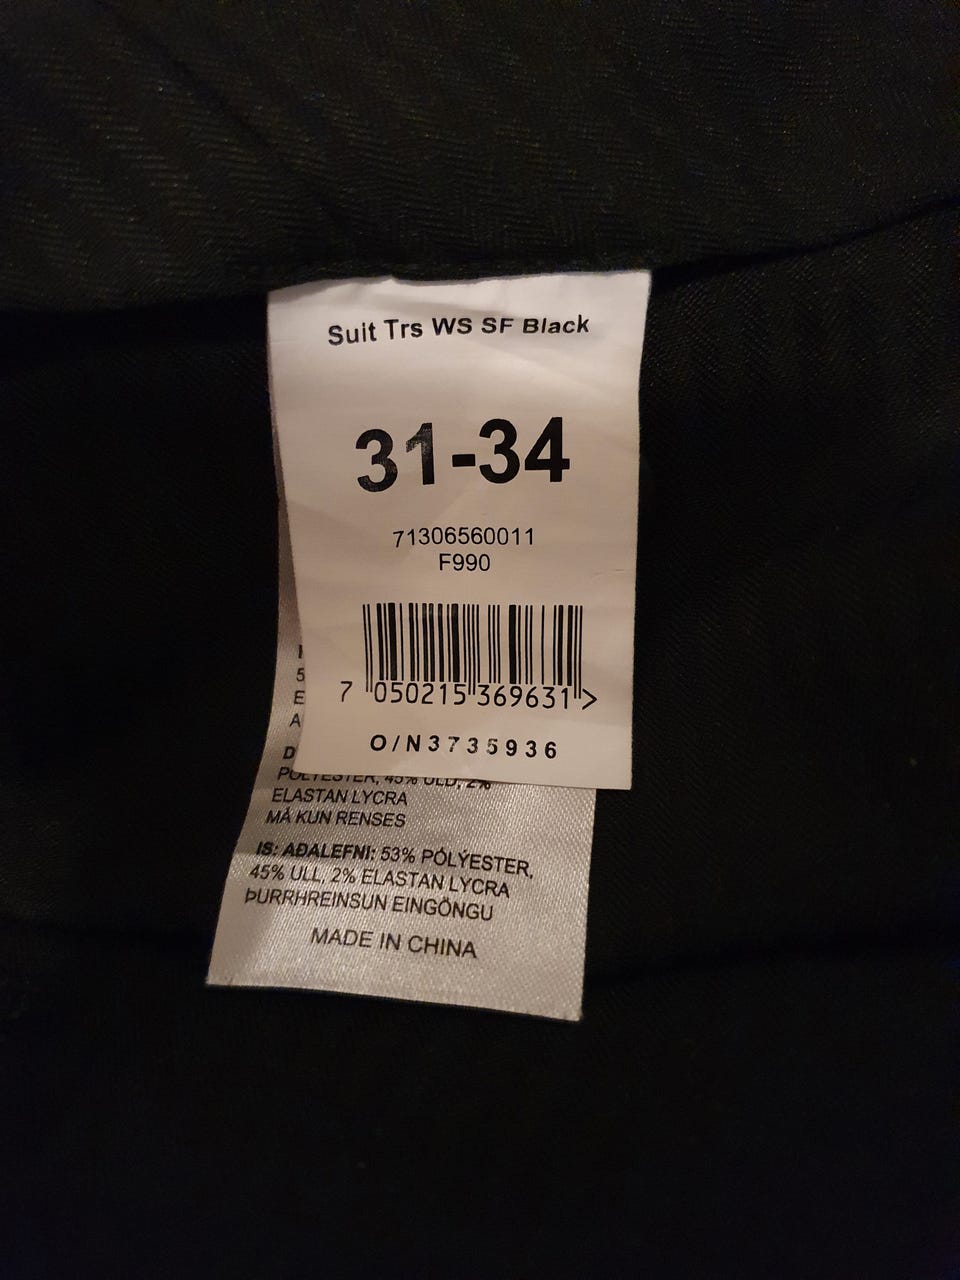 Suit Trs WS SF Black
31-34
71306560011
F990
7 050215 369631 >
O/N3735936
5
E
A
D
POLYESTER, 45% ULD, 2%
ELASTAN LYCRA
MÅ KUN RENSES
IS: AÐALEFNI: 53% PÓLÝESTER,
45% ULL, 2% ELASTAN LYCRA
ÞURRHREINSUN EINGÖNGU
MADE IN CHINA